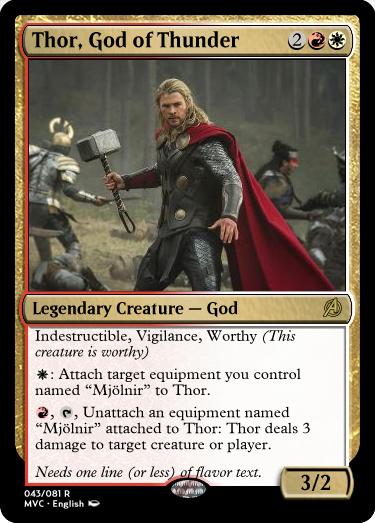 Thor, God of Thunder 2
Legendary Creature — God
Indestructible, Vigilance, Worthy (This
creature is worthy)
: Attach target equipment you control
named “Mjölnir” to Thor.
, , Unattach an equipment named
“Mjölnir” attached to Thor: Thor deals 3
damage to target creature or player.
Needs one line (or less) of flavor text.
3/2
043/081 R
MVC • English